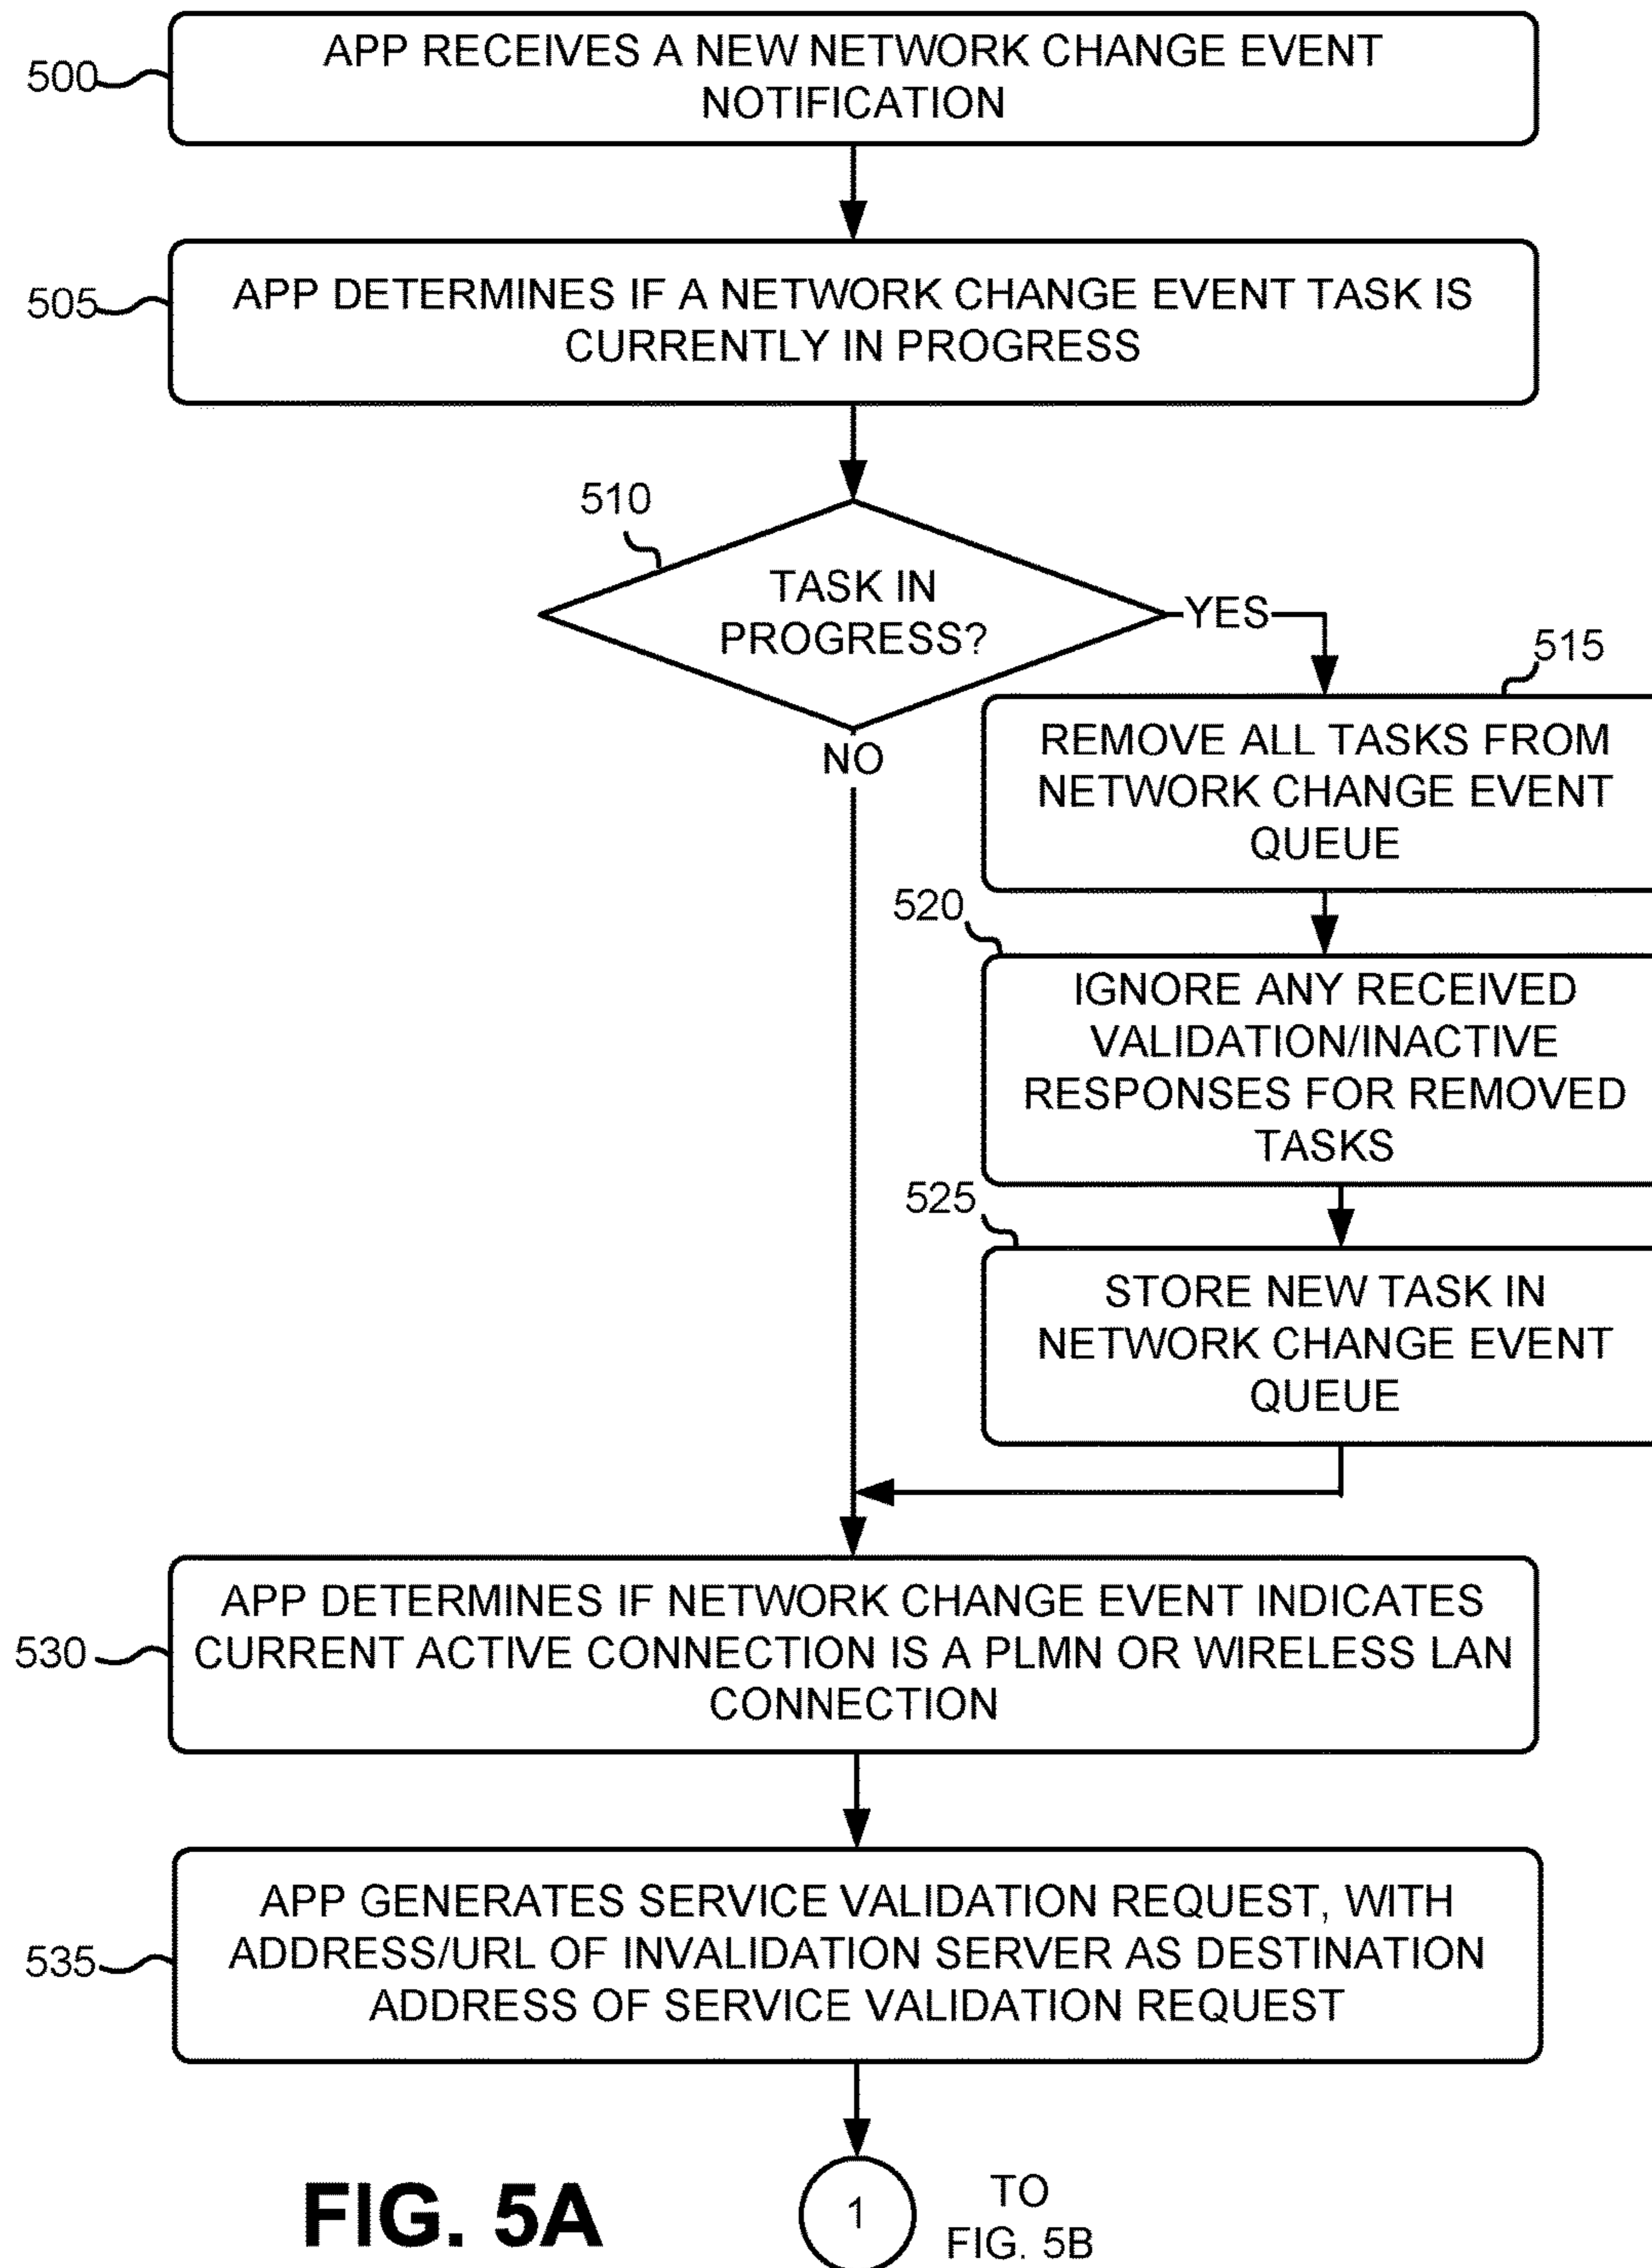 500
APP RECEIVES A NEW NETWORK CHANGE EVENT
NOTIFICATION
505
APP DETERMINES IF A NETWORK CHANGE EVENT TASK IS
CURRENTLY IN PROGRESS
510
TASK IN
PROGRESS?
YES
NO
515
REMOVE ALL TASKS FROM
NETWORK CHANGE EVENT
QUEUE
520
IGNORE ANY RECEIVED
VALIDATION/INACTIVE
RESPONSES FOR REMOVED
TASKS
525
STORE NEW TASK IN
NETWORK CHANGE EVENT
QUEUE
530
APP DETERMINES IF NETWORK CHANGE EVENT INDICATES
CURRENT ACTIVE CONNECTION IS A PLMN OR WIRELESS LAN
CONNECTION
535
APP GENERATES SERVICE VALIDATION REQUEST, WITH
ADDRESS/URL OF INVALIDATION SERVER AS DESTINATION
ADDRESS OF SERVICE VALIDATION REQUEST
FIG. 5A
1
TO
FIG. 5B